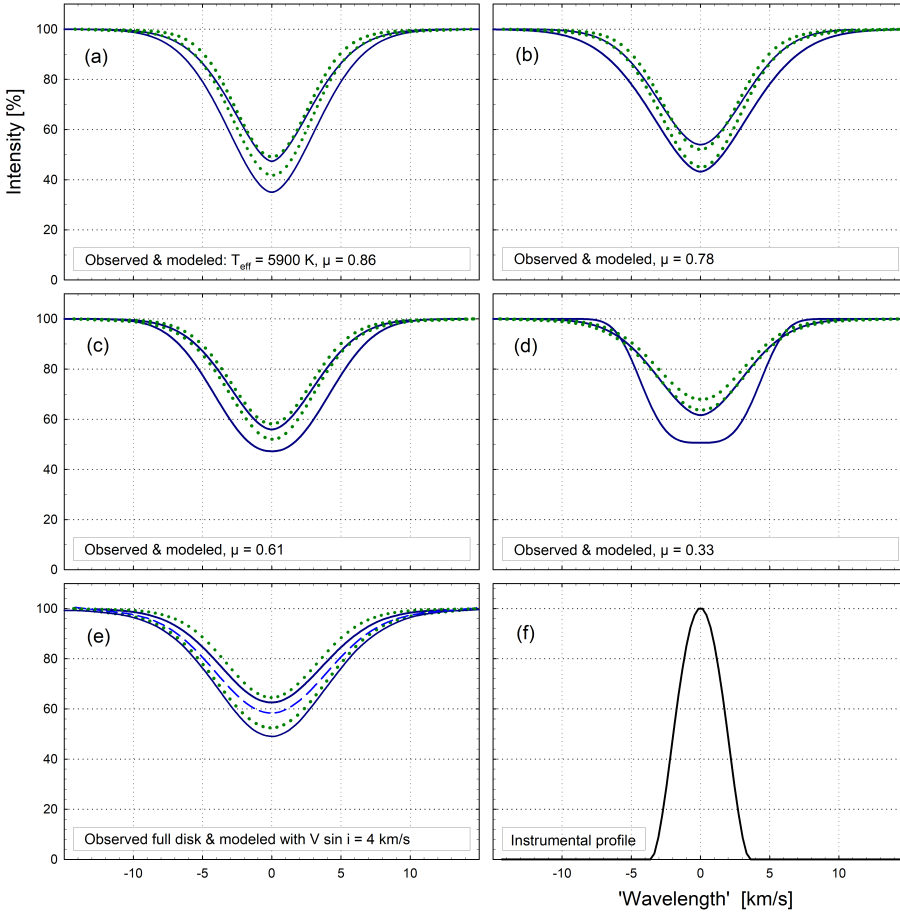 100
80
60
40
20
0
Intensity [%]
(a)
Observed & modeled: Teff = 5900 K, μ = 0.86
(b)
Observed & modeled, μ = 0.78
100
80
60
40
20
0
(c)
Observed & modeled, μ = 0.61
(d)
Observed & modeled, μ = 0.33
100
80
60
40
20
0
(e)
Observed full disk & modeled with V sin i = 4 km/s
(f)
Instrumental profile
-10 -5 0 5 10
-10 -5 0 5 10
'Wavelength' [km/s]